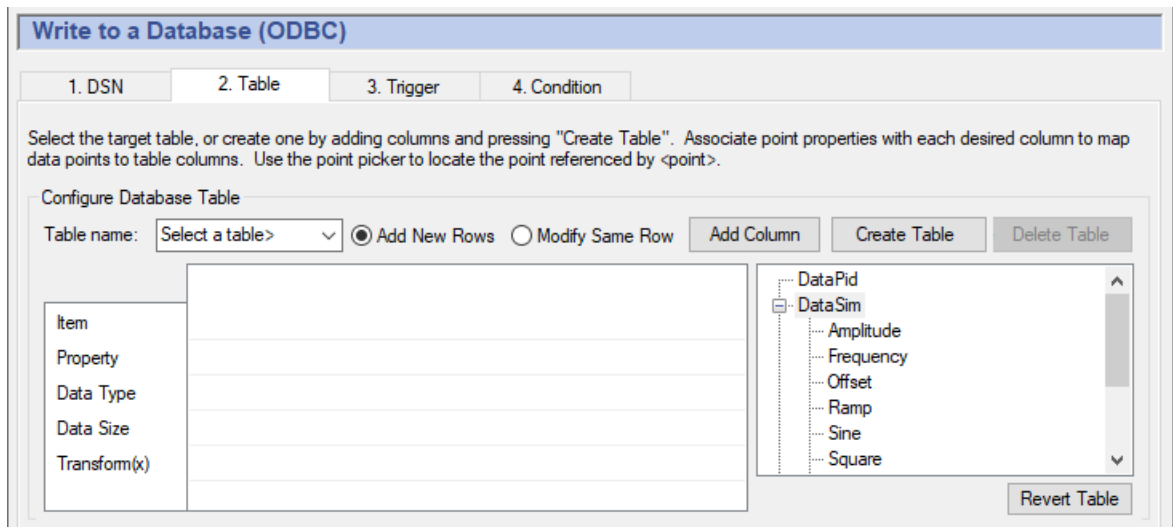 Write to a Database (ODBC)
1. DSN 2. Table 3. Trigger 4. Condition
Select the target table, or create one by adding columns and pressing "Create Table".  Associate point properties with each desired column to map
data points to table columns.  Use the point picker to locate the point referenced by <point>.
Configure Database Table
Table name: Select a table> Add New Rows Modify Same Row Add Column Create Table Delete Table
Item
Property
Data Type
Data Size
Transform(x)
DataPid
DataSim
Amplitude
Frequency
Offset
Ramp
Sine
Square
Revert Table